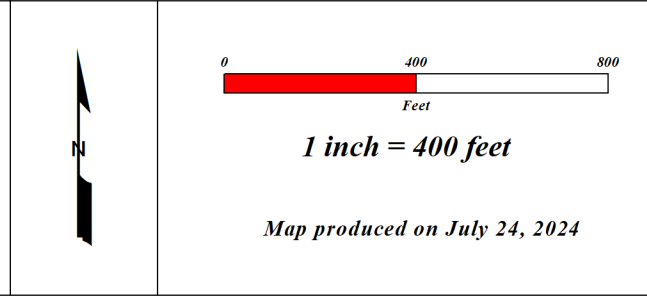 N
0 400 800
Feet
1 inch = 400 feet
Map produced on July 24, 2024